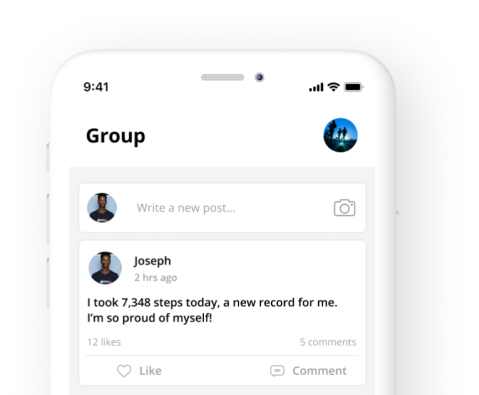 9:41
Group
Write a new post...
Joseph
2 hrs ago
I took 7,348 steps today, a new record for me.
I'm so proud of myself!
12 likes
5 comments
Like
Comment